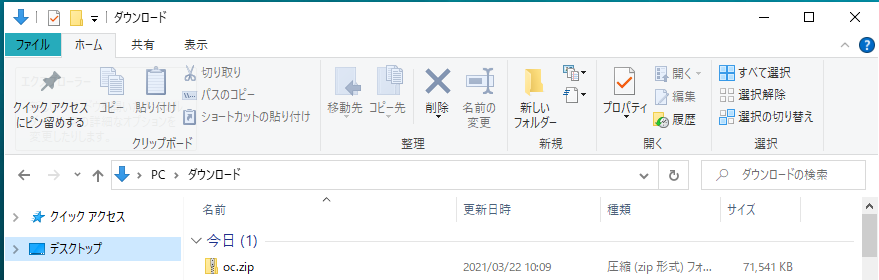 ダウンロード
ファイル ホーム 共有 表示
クイック アクセス
にピン留めする
コピー
貼り付け
切り取り
パスのコピー
ショートカットの貼り付け
クリップボード
移動先
コピー先
削除
名前の
変更
整理
新しい
フォルダー
新規
プロパティ
開く
編集
履歴
開く
すべて選択
選択解除
選択の切り替え
選択
PC ダウンロード
ダウンロードの検索
クイック アクセス
デスクトップ
名前 更新日時 種類 サイズ
今日 (1)
oc.zip 2021/03/22 10:09 圧縮 (zip 形式) フォ... 71,541 KB